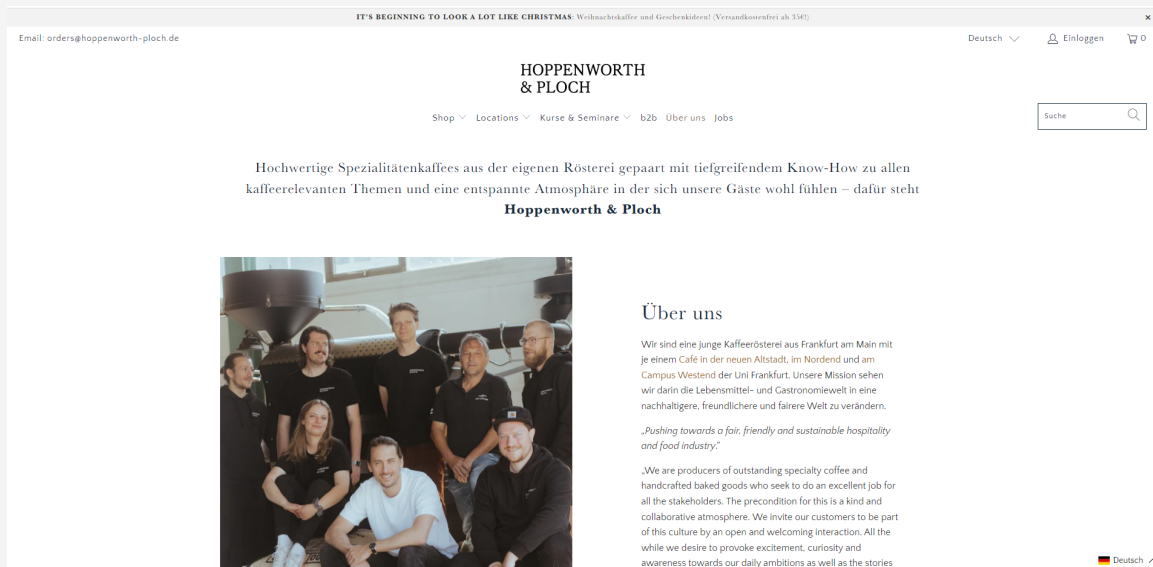 IT'S BEGINNING TO LOOK A LOT LIKE CHRISTMAS: Weihnachtskaffee und Geschenkideen! (Versandkostenfrei ab 35€!)
×
Email: orders@hoppenworth-ploch.de
Deutsch
Einloggen
0
HOPPENWORTH
& PLOCH
Shop Locations Kurse & Seminare b2b Über uns Jobs
Suche
Hochwertige Spezialitätenkaffees aus der eigenen Rösterei gepaart mit tiefgreifendem Know-How zu allen
kaffeerelevanten Themen und eine entspannte Atmosphäre in der sich unsere Gäste wohl fühlen – dafür steht
Hoppenworth & Ploch
Über uns
Wir sind eine junge Kaffeerösterei aus Frankfurt am Main mit
je einem Café in der neuen Altstadt, im Nordend und am
Campus Westend der Uni Frankfurt. Unsere Mission sehen
wir darin die Lebensmittel- und Gastronomiewelt in eine
nachhaltigere, freundlichere und fairere Welt zu verändern.
„Pushing towards a fair, friendly and sustainable hospitality
and food industry."
„We are producers of outstanding specialty coffee and
handcrafted baked goods who seek to do an excellent job for
all the stakeholders. The precondition for this is a kind and
collaborative atmosphere. We invite our customers to be part
of this culture by an open and welcoming interaction. All the
while we desire to provoke excitement, curiosity and
awareness towards our daily ambitions as well as the stories
Deutsch